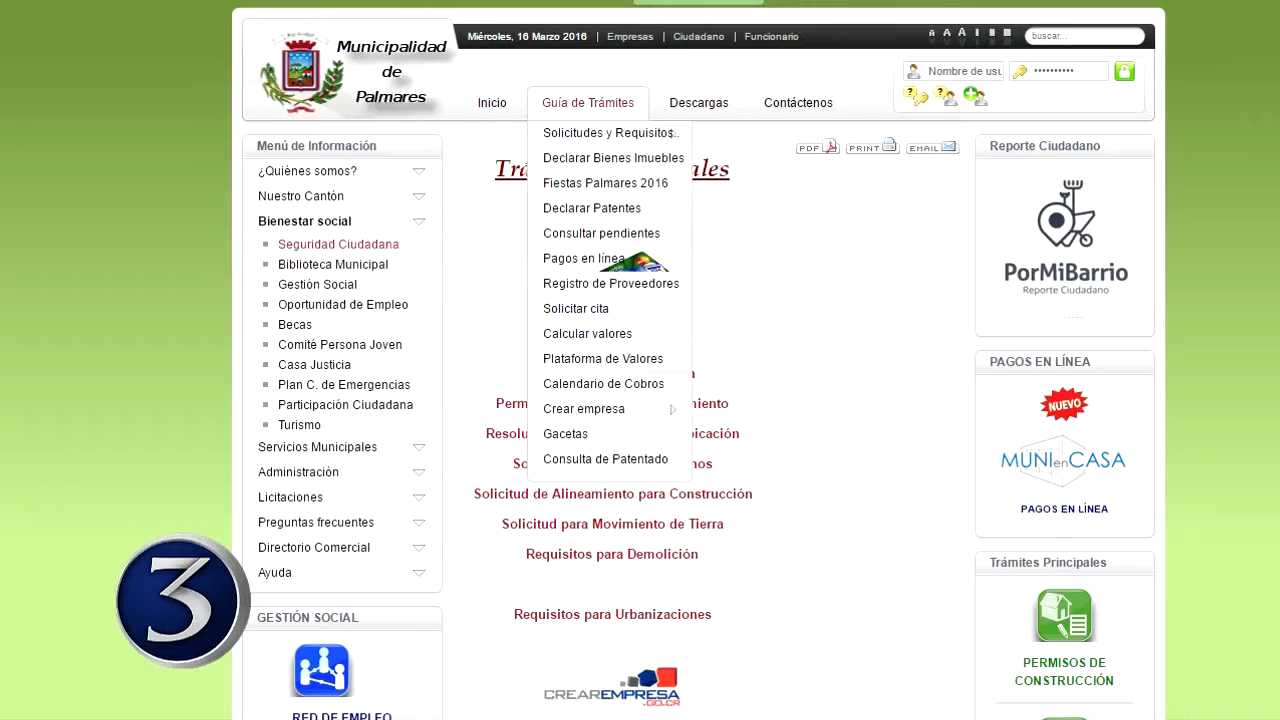 Municipalidad
de
Palmares
Miércoles, 16 Marzo 2016 | Empresas | Ciudadano | Funcionario
A A A
buscar...
Nombre de usu
••••••••••
Inicio
Guía de Trámites
Descargas
Contáctenos
Menú de Información
¿Quiénes somos?
Nuestro Cantón
Bienestar social
Seguridad Ciudadana
Biblioteca Municipal
Gestión Social
Oportunidad de Empleo
Becas
Comité Persona Joven
Casa Justicia
Plan C. de Emergencias
Participación Ciudadana
Turismo
Servicios Municipales
Administración
Licitaciones
Preguntas frecuentes
Directorio Comercial
Ayuda
3
GESTIÓN SOCIAL
RED DE EMPLEO
Solicitudes y Requisitos..
Declarar Bienes Imuebles
Fiestas Palmares 2016
Declarar Patentes
Consultar pendientes
Pagos en línea
Registro de Proveedores
Solicitar cita
Calcular valores
Plataforma de Valores
Calendario de Cobros
Crear empresa
Gacetas
Consulta de Patentado
PDF
PRINT
EMAIL
Solicitud de Alineamiento para Construcción
Solicitud para Movimiento de Tierra
Requisitos para Demolición
Requisitos para Urbanizaciones
CREAREMPRESA
.GO.CR
Reporte Ciudadano
PorMiBarrio
Reporte Ciudadano
PAGOS EN LÍNEA
NUEVO
MUNIenCASA
PAGOS EN LÍNEA
Trámites Principales
PERMISOS DE
CONSTRUCCIÓN